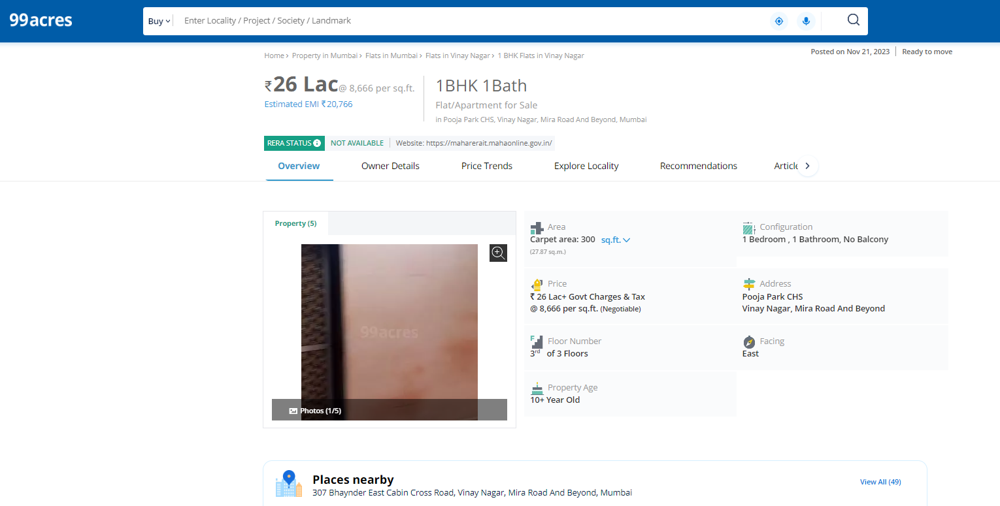 99acres
Buy Enter Locality / Project / Society / Landmark
Home > Property in Mumbai > Flats in Mumbai > Flats in Vinay Nagar > 1 BHK Flats in Vinay Nagar
Posted on Nov 21, 2023 Ready to move
₹26 Lac @ 8,666 per sq.ft.
Estimated EMI ₹20,766
1BHK 1Bath
Flat/Apartment for Sale
in Pooja Park CHS, Vinay Nagar, Mira Road And Beyond, Mumbai
RERA STATUS NOT AVAILABLE Website: https://maharerait.mahaonline.gov.in/
Overview Owner Details Price Trends Explore Locality Recommendations Article
Property (5)
99acres
Photos (1/5)
Area
Carpet area: 300 sq.ft.
(27.87 sq.m.)
Configuration
1 Bedroom , 1 Bathroom, No Balcony
Price
₹ 26 Lac+ Govt Charges & Tax
@ 8,666 per sq.ft. (Negotiable)
Address
Pooja Park CHS
Vinay Nagar, Mira Road And Beyond
F Floor Number
3rd of 3 Floors
Facing
East
Property Age
10+ Year Old
Places nearby
307 Bhaynder East Cabin Cross Road, Vinay Nagar, Mira Road And Beyond, Mumbai
View All (49)